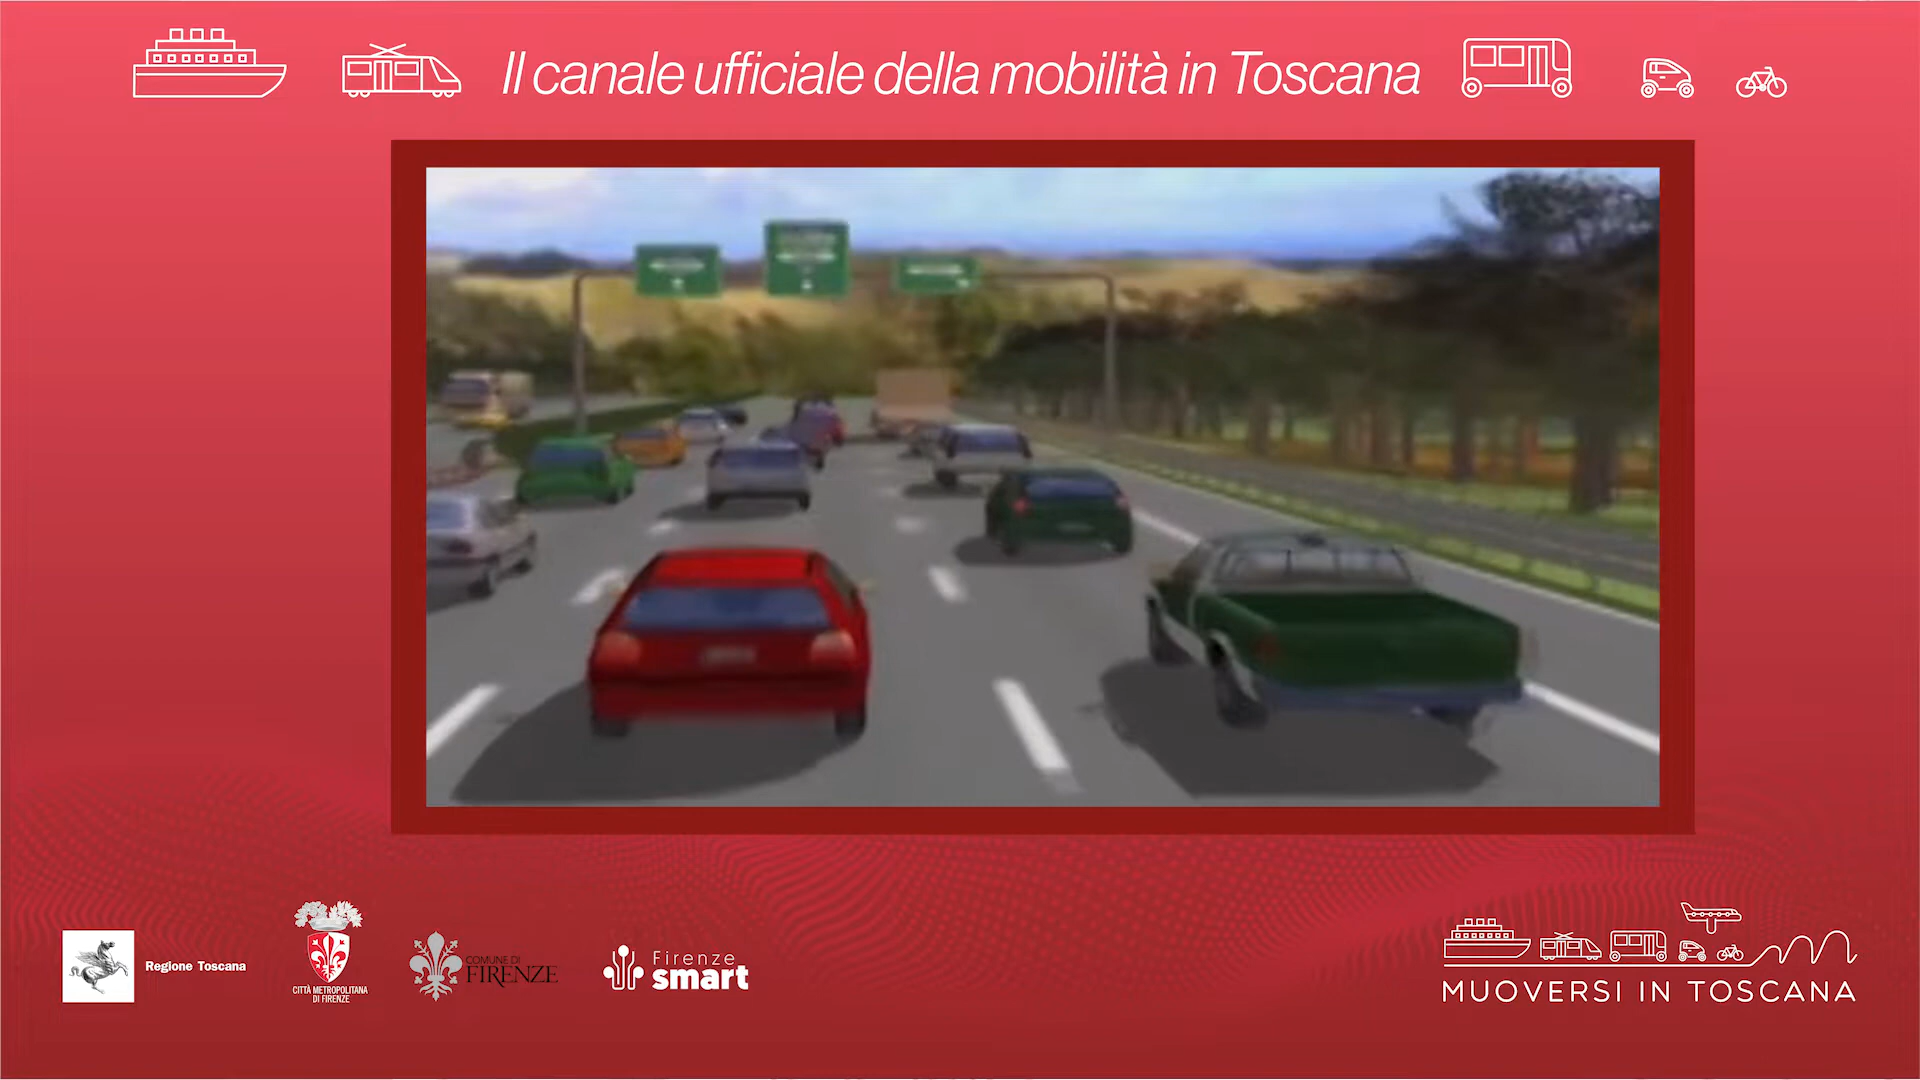 Il canale ufficiale della mobilità in Toscana
Regione Toscana
CITTÀ METROPOLITANA
DI FIRENZE
COMUNE DI
FIRENZE
Firenze
smart
MUOVERSI IN TOSCANA